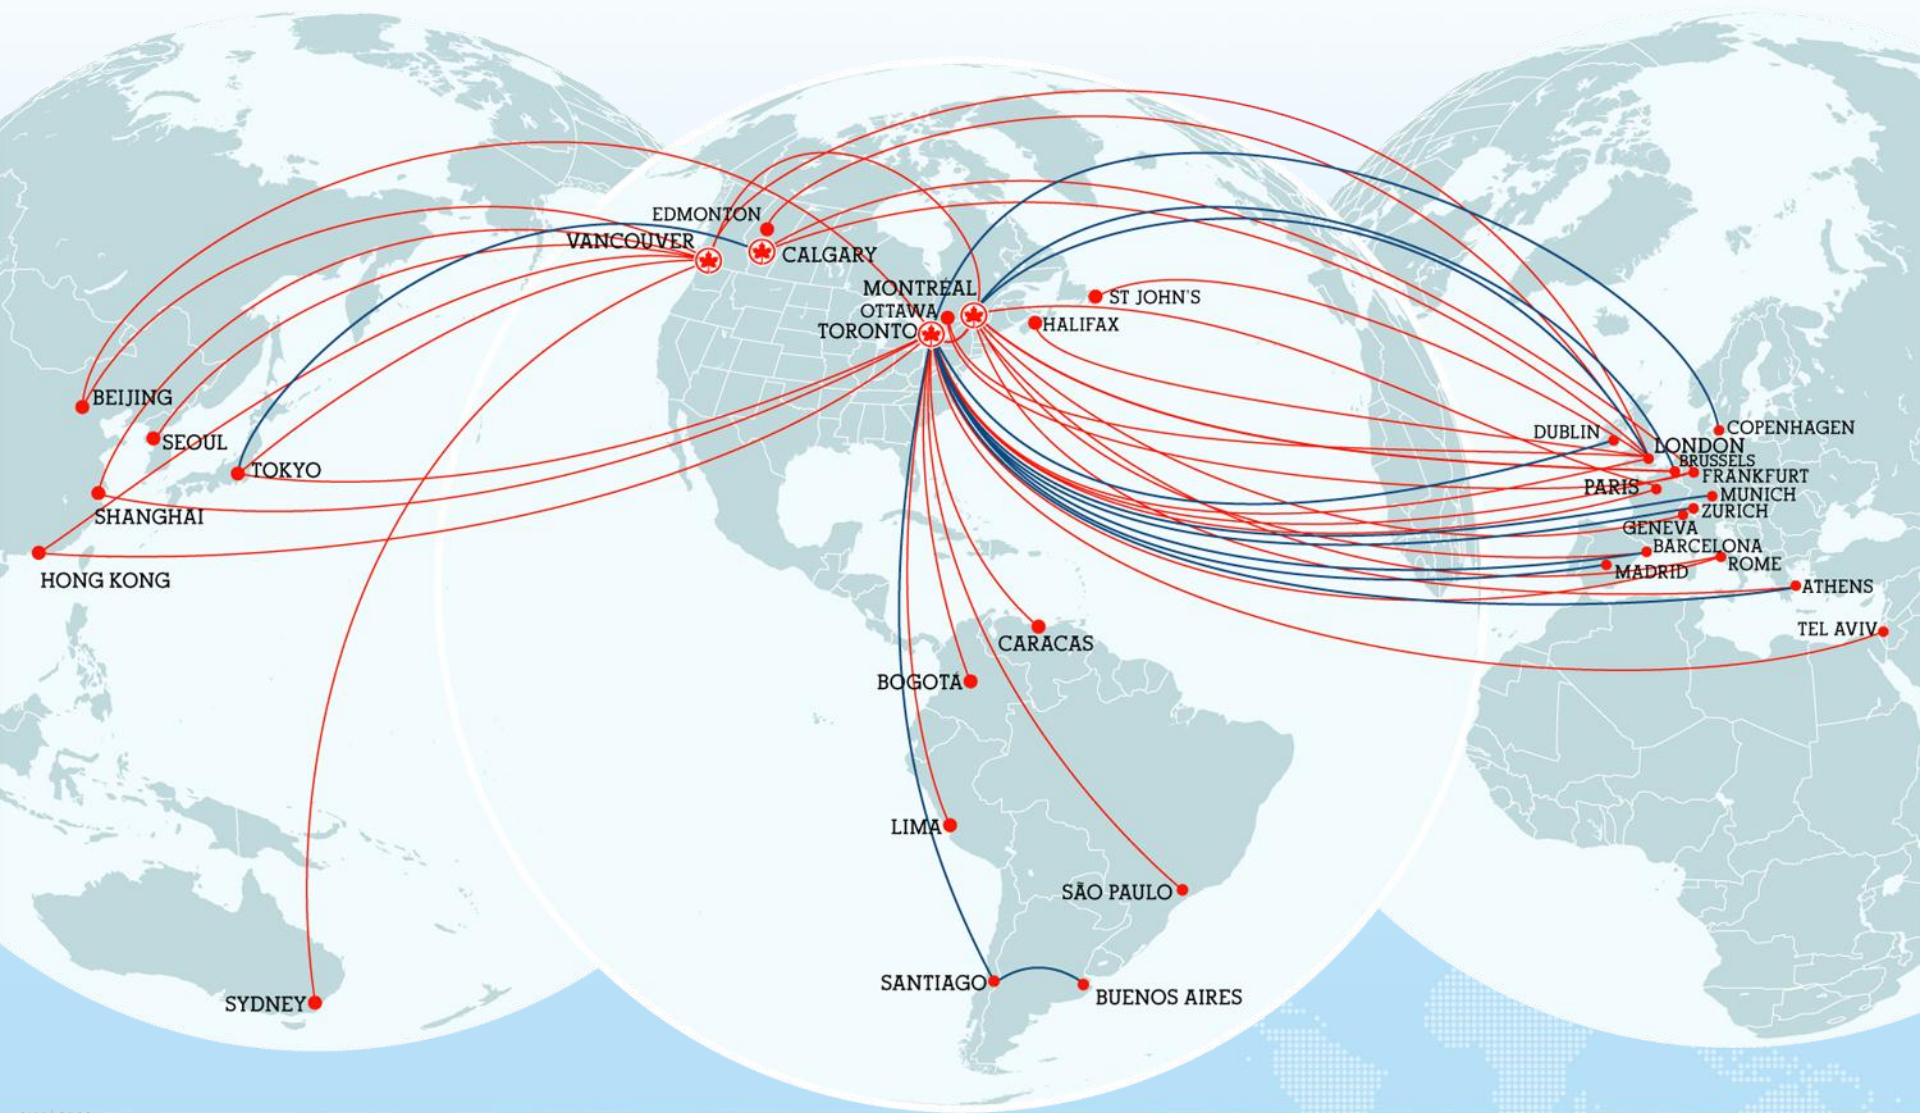 EDMONTON
VANCOUVER
CALGARY
MONTRÉAL
OTTAWA
TORONTO
ST JOHN'S
HALIFAX
BEIJING
SEOUL
TOKYO
SHANGHAI
HONG KONG
SYDNEY
DUBLIN
COPENHAGEN
LONDON
BRUSSELS
FRANKFURT
PARIS
MUNICH
ZURICH
GENEVA
BARCELONA
ROME
MADRID
ATHENS
TEL AVIV
CARACAS
BOGOTÁ
LIMA
SÃO PAULO
SANTIAGO
BUENOS AIRES